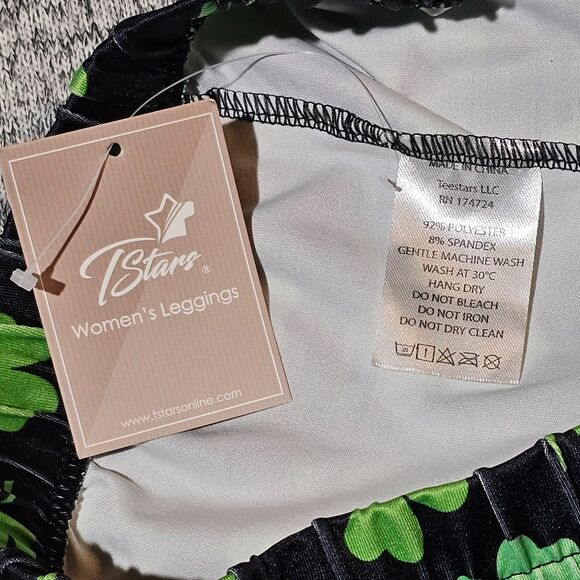 TStars®
Women's Leggings
www.tstarsonline.com
MADE IN CHINA
Teestars LLC
RN 174724
92% POLYESTER
8% SPANDEX
GENTLE MACHINE WASH
WASH AT 30°C
HANG DRY
DO NOT BLEACH
DO NOT IRON
DO NOT DRY CLEAN